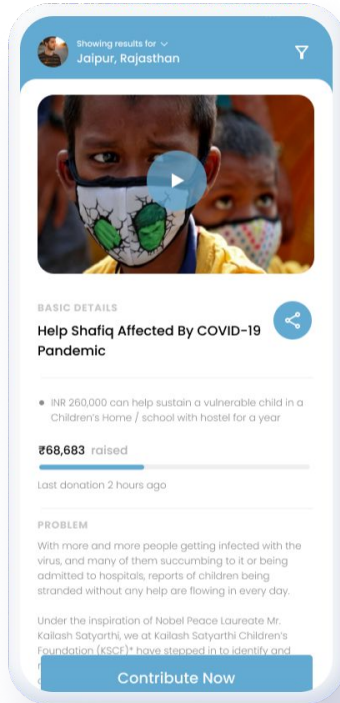 Showing results for
Jaipur, Rajasthan
BASIC DETAILS
Help Shafiq Affected By COVID-19
Pandemic
INR 260,000 can help sustain a vulnerable child in a
Children's Home / school with hostel for a year
₹68,683 raised
Last donation 2 hours ago
PROBLEM
With more and more people getting infected with the
virus, and many of them succumbing to it or being
admitted to hospitals, reports of children being
stranded without any help are flowing in every day.
Under the inspiration of Nobel Peace Laureate Mr.
Kailash Satyarthi, we at Kailash Satyarthi Children's
Foundation (KSCF)* have stepped in to identify and
Contribute Now